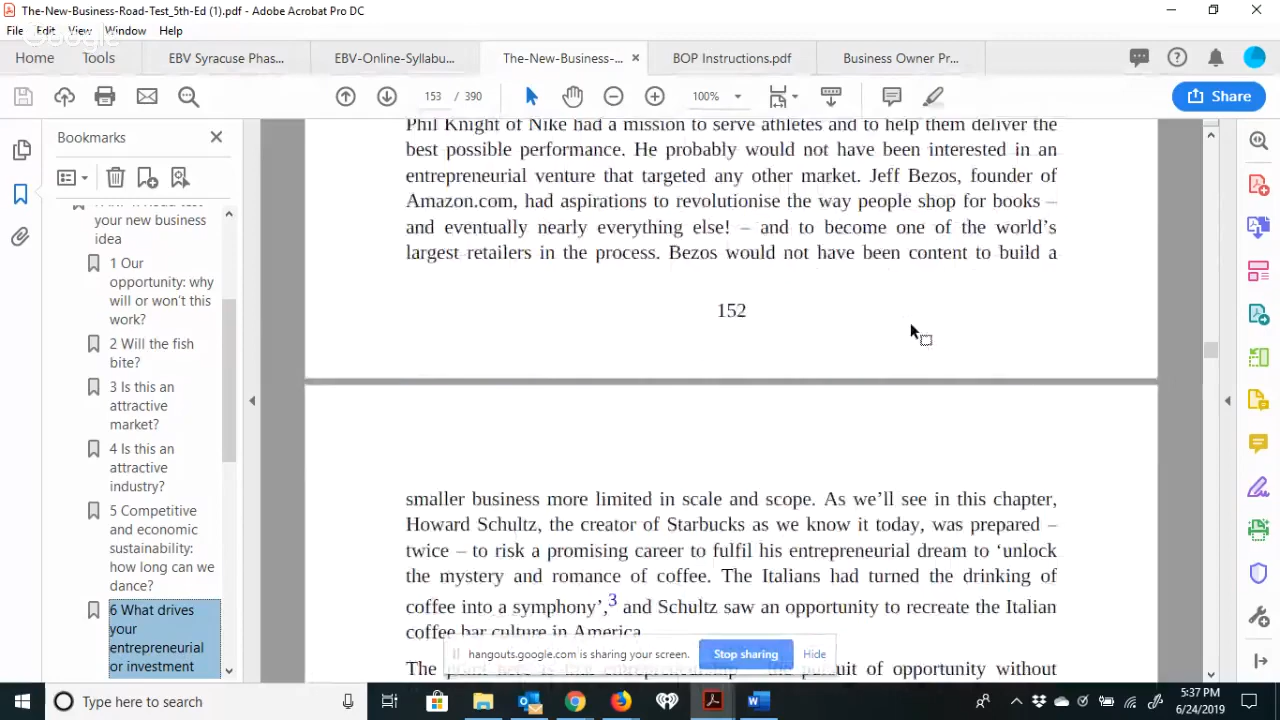 The-New-Business-Road-Test_5th-Ed (1).pdf - Adobe Acrobat Pro DC
File Edit View Window Help
Google
Home Tools EBV Syracuse Phas... EBV-Online-Syllabu... The-New-Business-... × BOP Instructions.pdf Business Owner Pr...
153 / 390 100% Share
Bookmarks
your new business
idea
1 Our
opportunity: why
will or won't this
work?
2 Will the fish
bite?
3 Is this an
attractive
market?
4 Is this an
attractive
industry?
5 Competitive
and economic
sustainability:
how long can we
dance?
6 What drives
your
entrepreneurial
or investment
Phil Knight of Nike had a mission to serve athletes and to help them deliver the
best possible performance. He probably would not have been interested in an
entrepreneurial venture that targeted any other market. Jeff Bezos, founder of
Amazon.com, had aspirations to revolutionise the way people shop for books –
and eventually nearly everything else! – and to become one of the world's
largest retailers in the process. Bezos would not have been content to build a
152
smaller business more limited in scale and scope. As we'll see in this chapter,
Howard Schultz, the creator of Starbucks as we know it today, was prepared –
twice – to risk a promising career to fulfil his entrepreneurial dream to 'unlock
the mystery and romance of coffee. The Italians had turned the drinking of
coffee into a symphony',3 and Schultz saw an opportunity to recreate the Italian
coffee bar culture in America.
The point here is that entrepreneurship – the pursuit of opportunity without
hangouts.google.com is sharing your screen. Stop sharing Hide
Type here to search
5:37 PM
6/24/2019